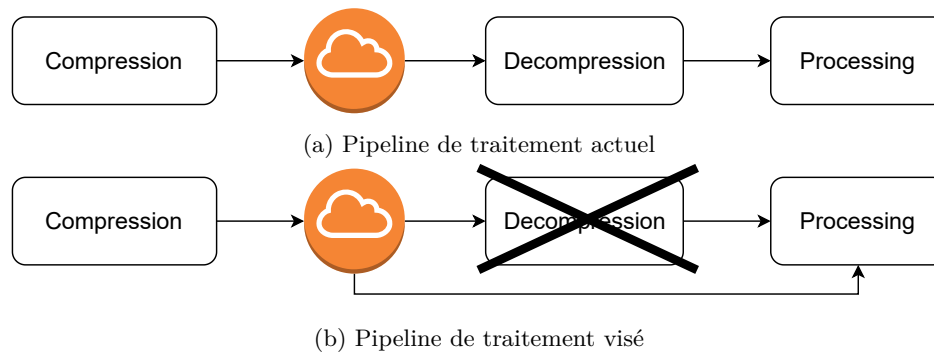 Compression
Decompression
Processing
(a) Pipeline de traitement actuel
Compression
Decompression
Processing
(b) Pipeline de traitement visé